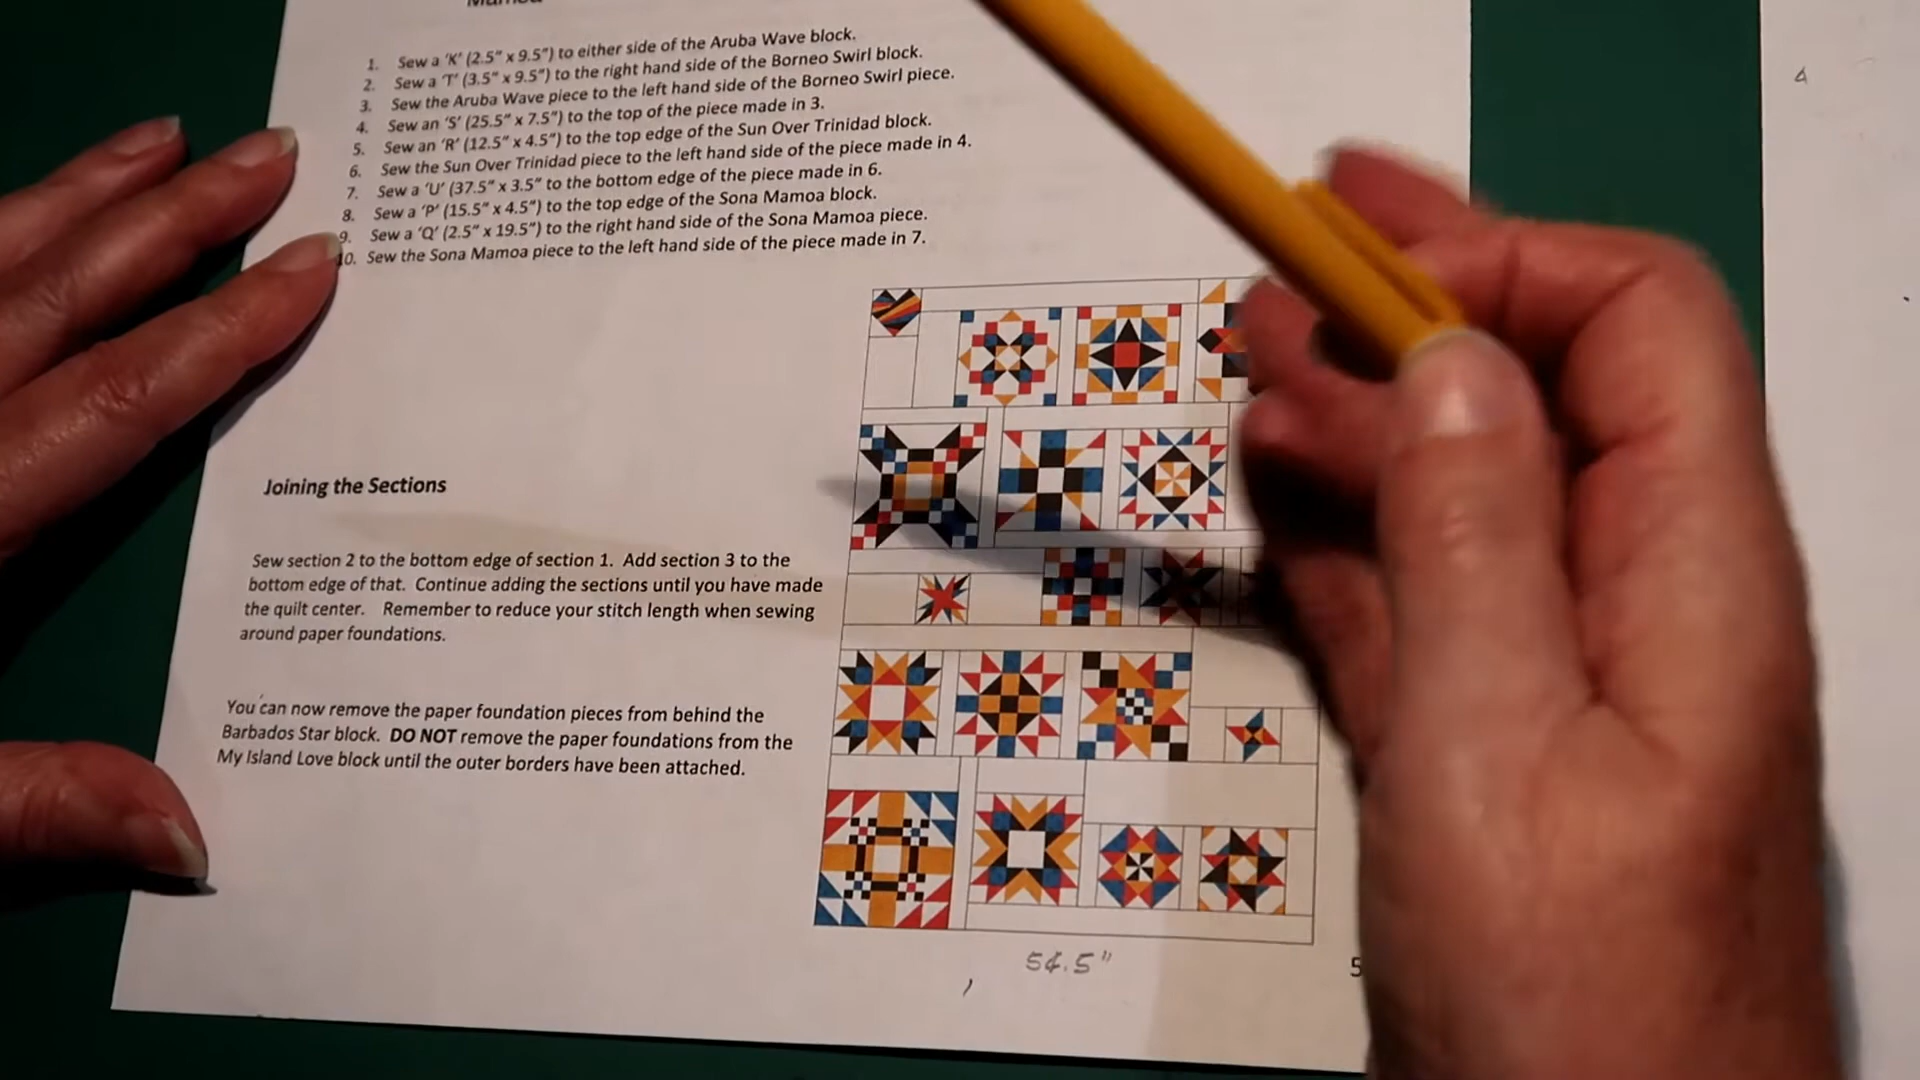 1. Sew a 'K' (2.5" x 9.5") to either side of the Aruba Wave block.
2. Sew a 'T' (3.5" x 9.5") to the right hand side of the Borneo Swirl block.
3. Sew the Aruba Wave piece to the left hand side of the Borneo Swirl piece.
4. Sew an 'S' (25.5" x 7.5") to the top of the piece made in 3.
5. Sew an 'R' (12.5" x 4.5") to the top edge of the Sun Over Trinidad block.
6. Sew the Sun Over Trinidad piece to the left hand side of the piece made in 4.
7. Sew a 'U' (37.5" x 3.5" to the bottom edge of the piece made in 6.
8. Sew a 'P' (15.5" x 4.5") to the top edge of the Sona Mamoa block.
9. Sew a 'Q' (2.5" x 19.5") to the right hand side of the Sona Mamoa piece.
10. Sew the Sona Mamoa piece to the left hand side of the piece made in 7.
Joining the Sections
Sew section 2 to the bottom edge of section 1. Add section 3 to the
bottom edge of that. Continue adding the sections until you have made
the quilt center. Remember to reduce your stitch length when sewing
around paper foundations.
You can now remove the paper foundation pieces from behind the
Barbados Star block. DO NOT remove the paper foundations from the
My Island Love block until the outer borders have been attached.
54.5"
5